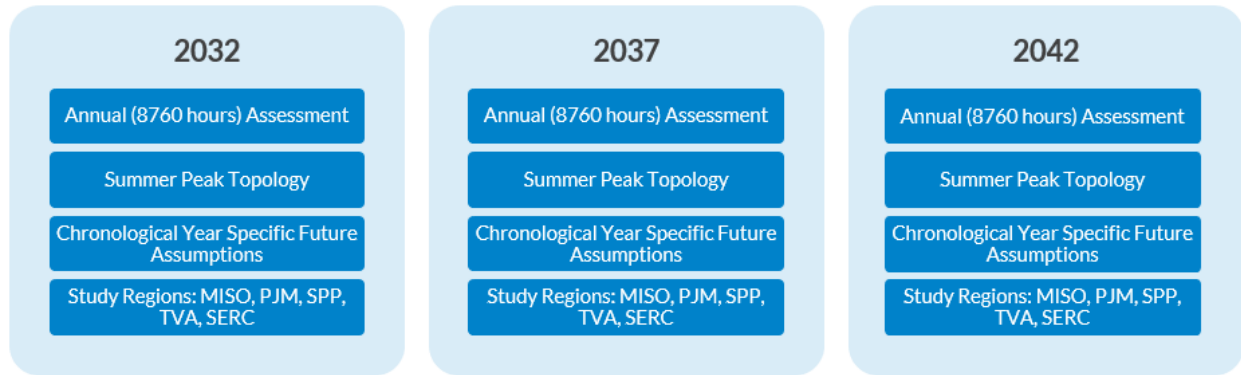 2032
Annual (8760 hours) Assessment
Summer Peak Topology
Chronological Year Specific Future
Assumptions
Study Regions: MISO, PJM, SPP,
TVA, SERC
2037
Annual (8760 hours) Assessment
Summer Peak Topology
Chronological Year Specific Future
Assumptions
Study Regions: MISO, PJM, SPP,
TVA, SERC
2042
Annual (8760 hours) Assessment
Summer Peak Topology
Chronological Year Specific Future
Assumptions
Study Regions: MISO, PJM, SPP,
TVA, SERC